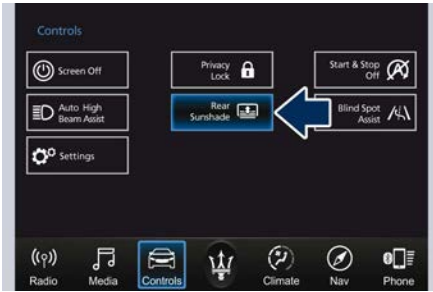 Controls
Screen Off
Privacy
Lock
Start & Stop
Off
Auto High
Beam Assist
Rear
Sunshade
Blind Spot
Assist
Settings
Radio
Media
Controls
Climate
Nav
Phone